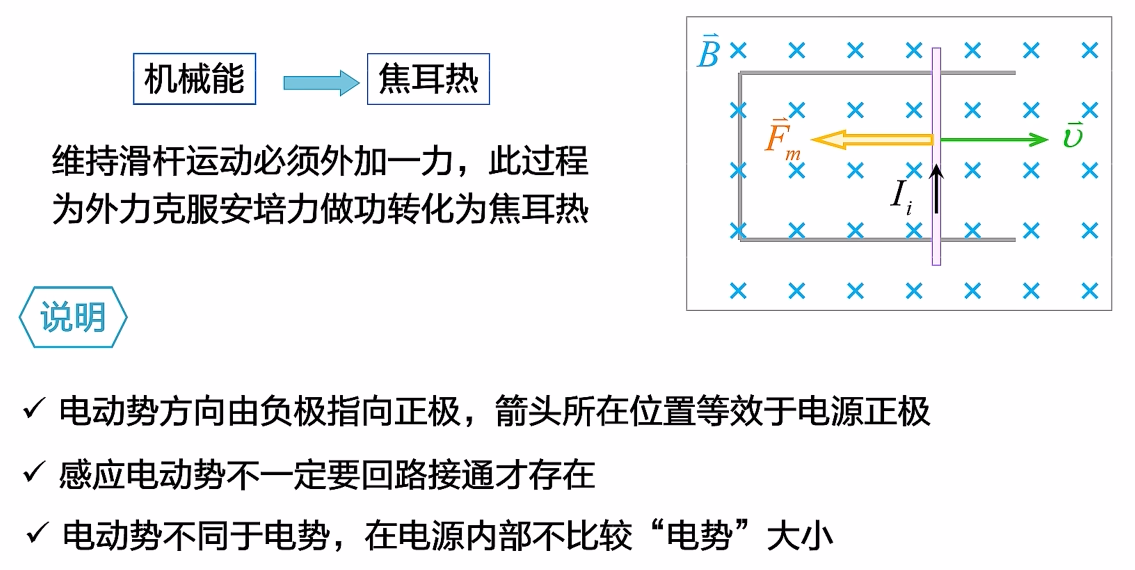 机械能
焦耳热
维持滑杆运动必须外加一力，此过程
为外力克服安培力做功转化为焦耳热
B
F_m
v
I_i
说明
✓ 电动势方向由负极指向正极，箭头所在位置等效于电源正极
✓ 感应电动势不一定要回路接通才存在
✓ 电动势不同于电势，在电源内部不比较“电势”大小